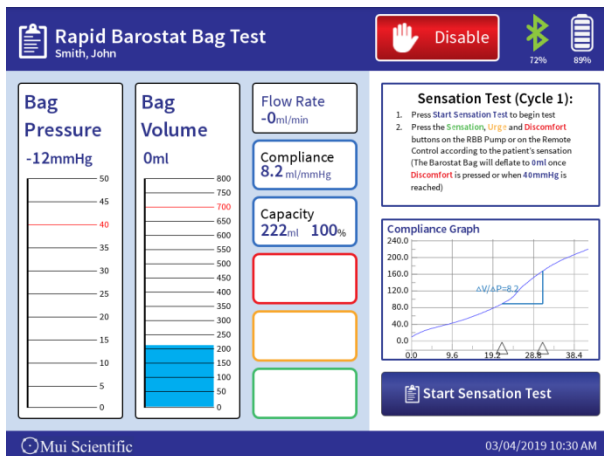 Rapid Barostat Bag Test
Smith, John
Disable
72%
89%
Bag
Pressure
-12mmHg
50
45
40
35
30
25
20
15
10
5
0
Bag
Volume
0ml
800
750
700
650
600
550
500
450
400
350
300
250
200
150
100
50
0
Flow Rate
-0ml/min
Compliance
8.2 ml/mmHg
Capacity
222ml 100%
Sensation Test (Cycle 1):
1. Press Start Sensation Test to begin test
2. Press the Sensation, Urge and Discomfort
buttons on the RBB Pump or on the Remote
Control according to the patient's sensation
(The Barostat Bag will deflate to 0ml once
Discomfort is pressed or when 40mmHg is
reached)
Compliance Graph
240.0
200.0
160.0
120.0
80.0
40.0
0.0
ΔV/ΔP=8.2
0.0 9.6 19.2 28.8 38.4
Start Sensation Test
Mui Scientific
03/04/2019 10:30 AM